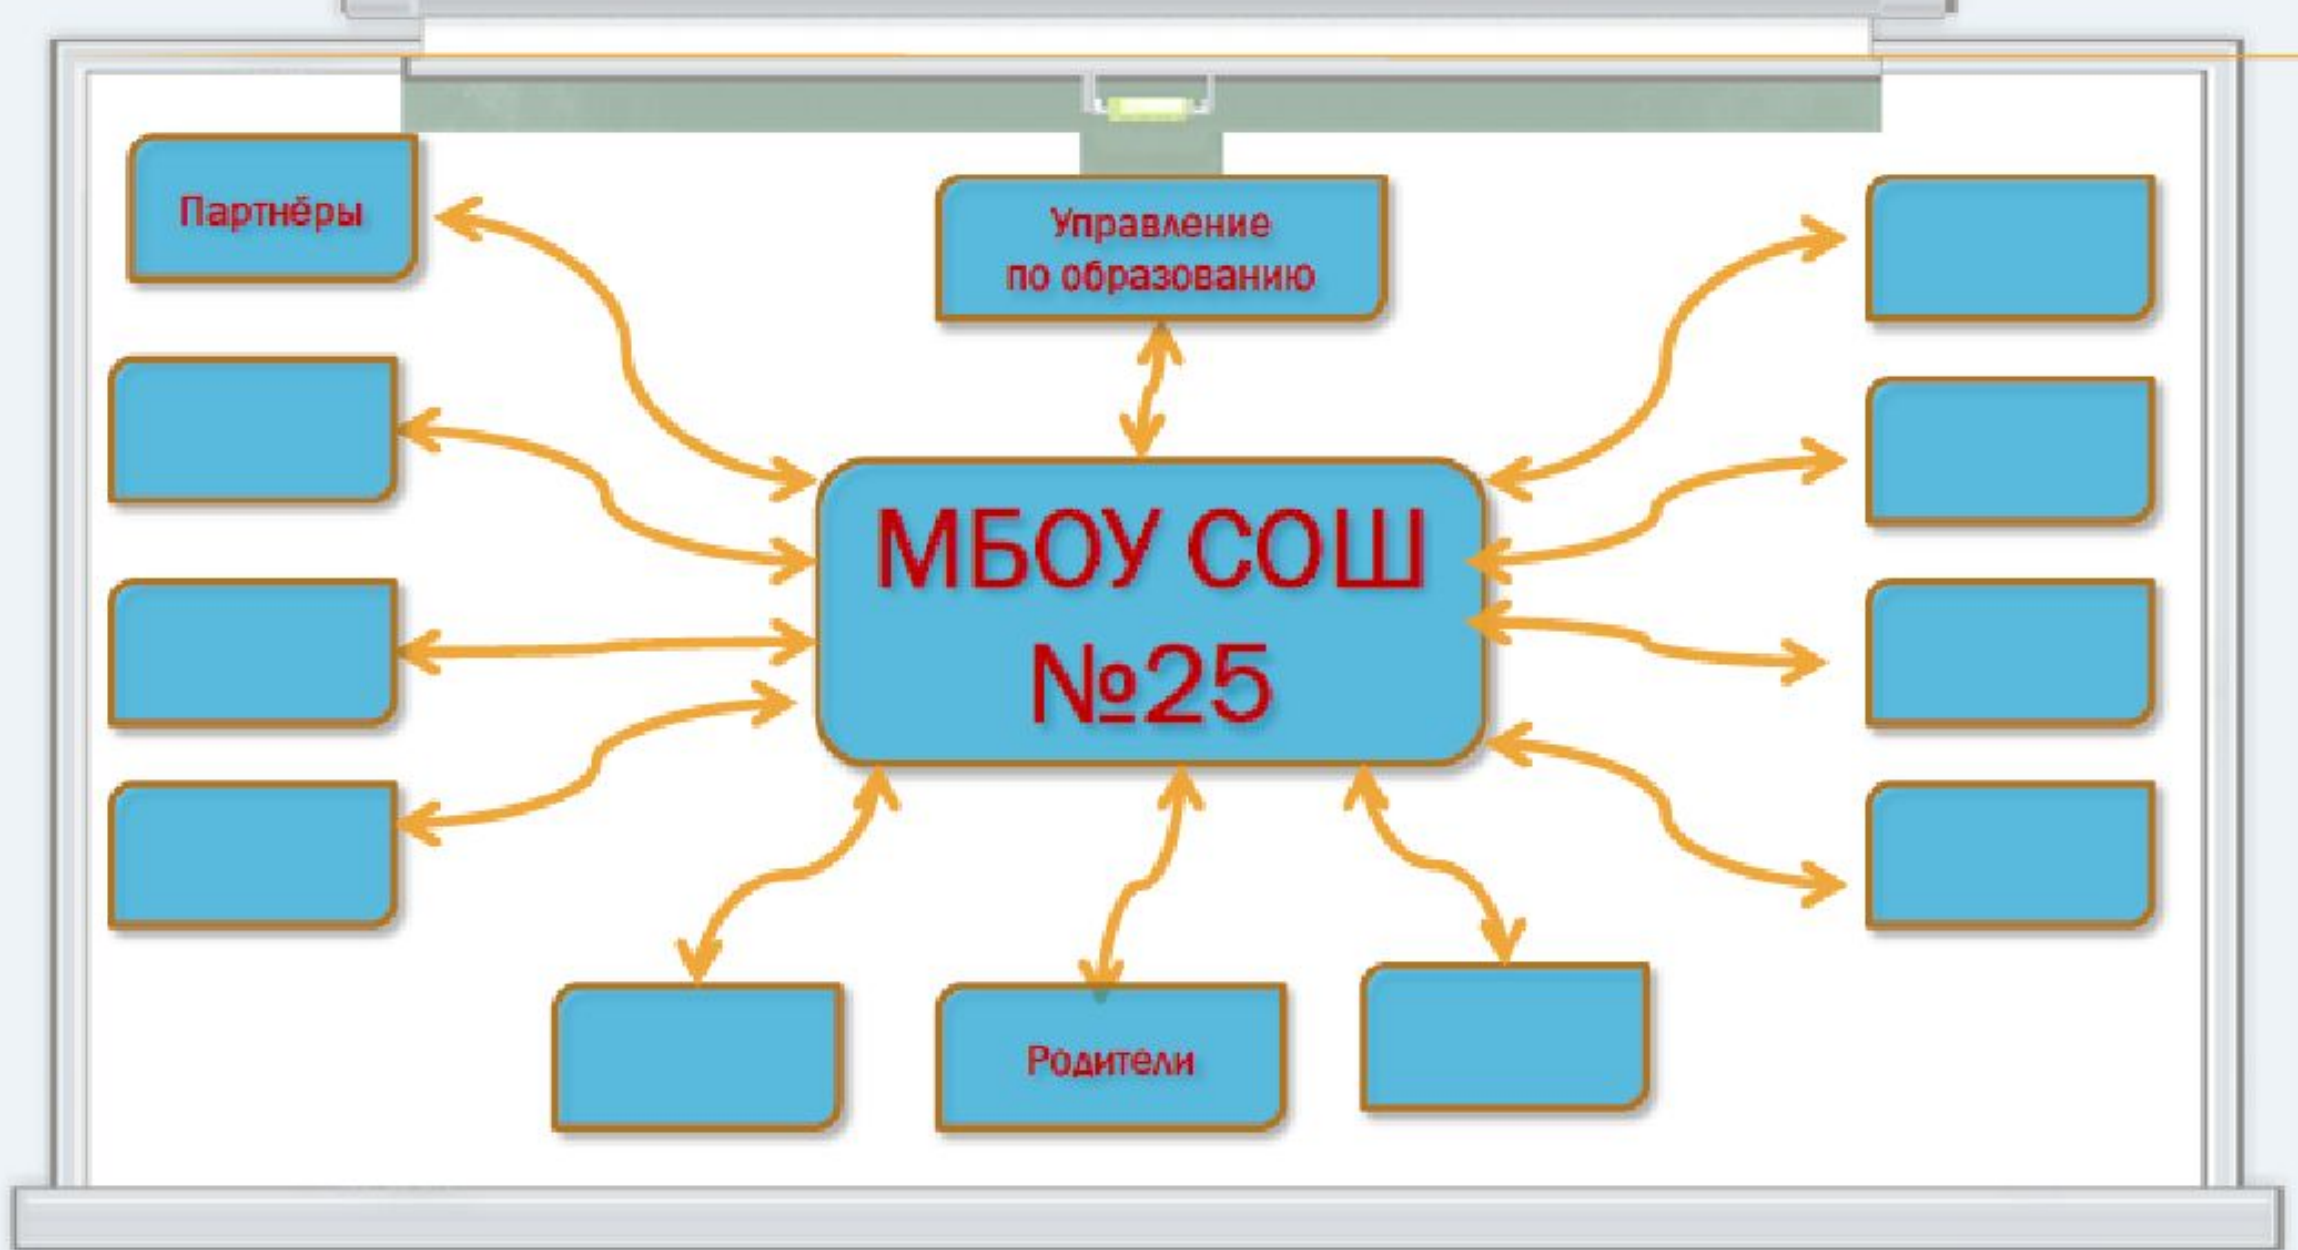 Партнёры
Управление
по образованию
МБОУ СОШ
№25
Родители